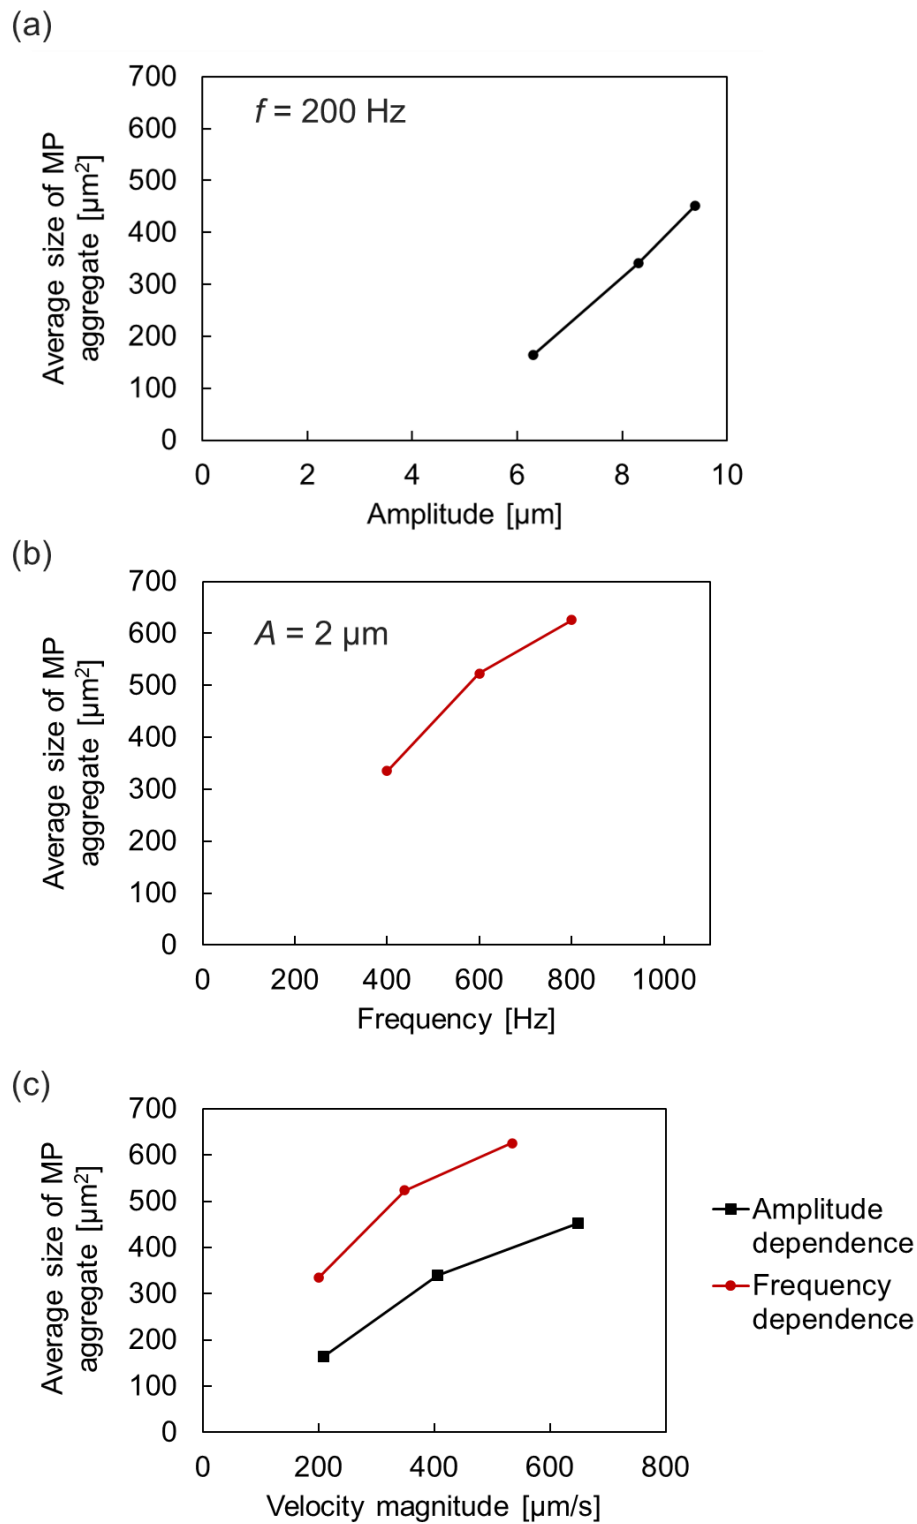 (a)
Average size of MP
aggregate [µm²]
700
600
500
400
300
200
100
0
f = 200 Hz
0 2 4 6 8 10
Amplitude [µm]
(b)
Average size of MP
aggregate [µm²]
700
600
500
400
300
200
100
0
A = 2 µm
0 200 400 600 800 1000
Frequency [Hz]
(c)
Average size of MP
aggregate [µm²]
700
600
500
400
300
200
100
0
0 200 400 600 800
Velocity magnitude [µm/s]
Amplitude
dependence
Frequency
dependence